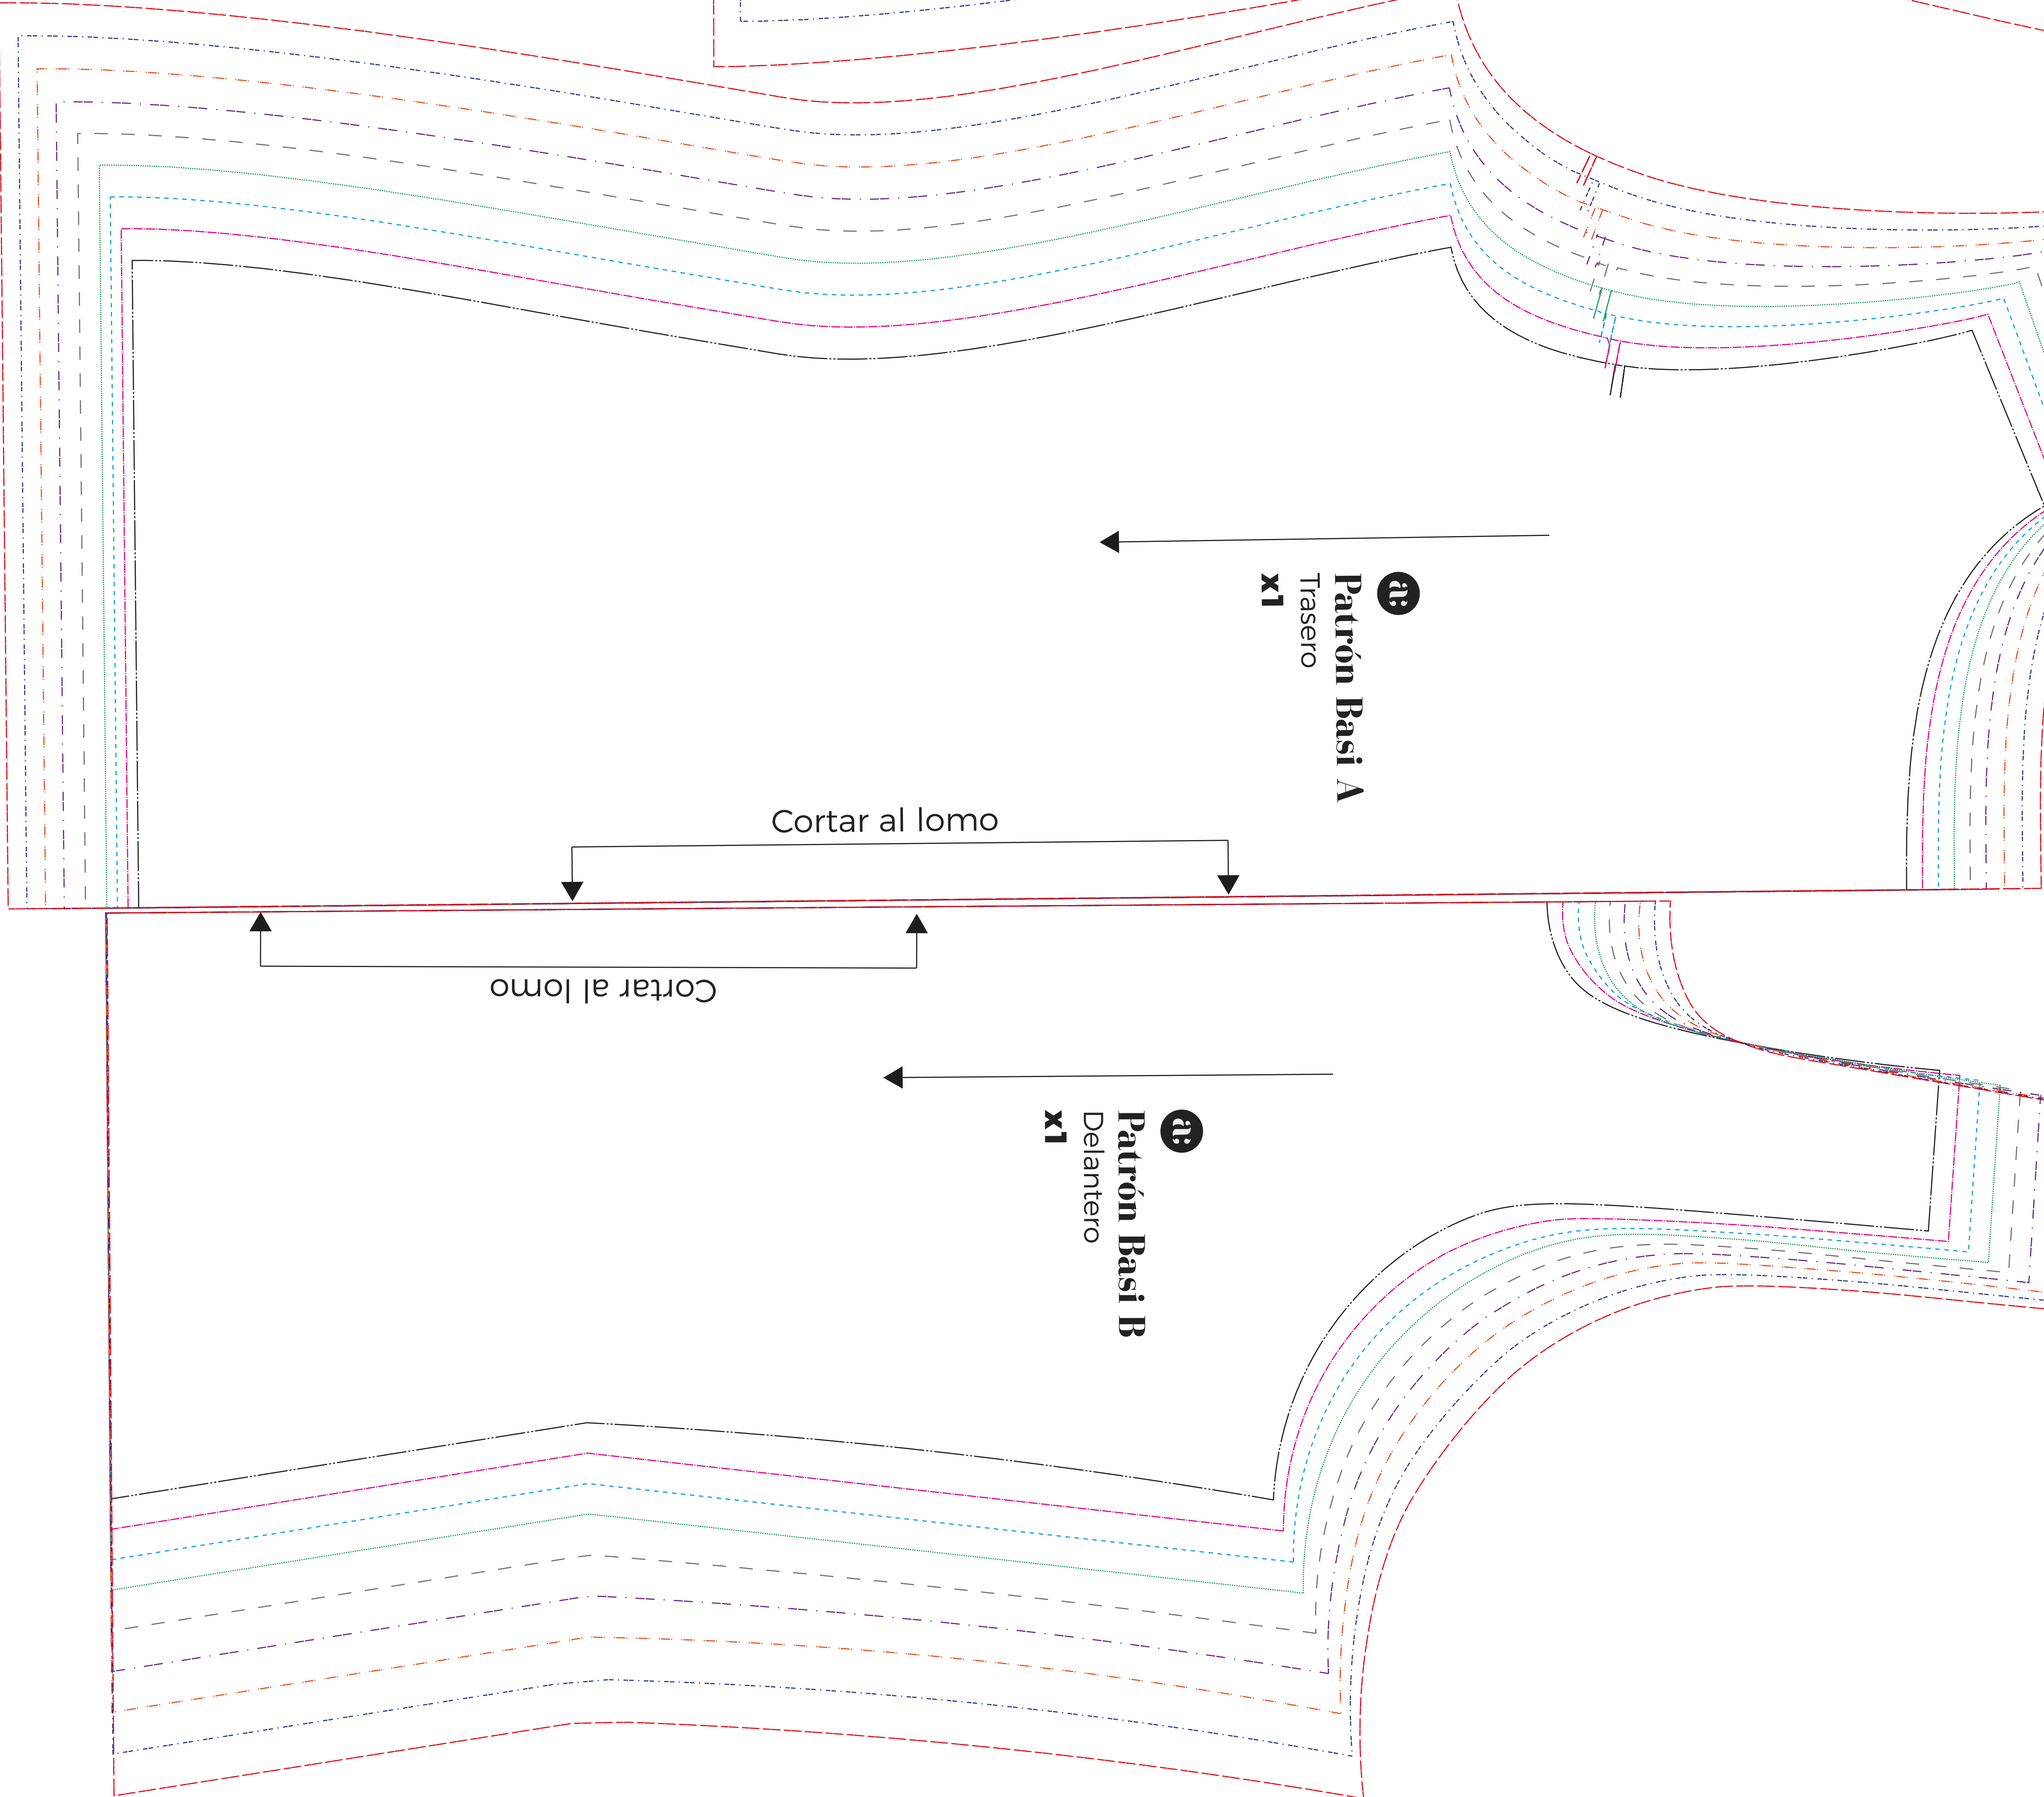 a:
Patrón Basi A
Trasero
x1
Cortar al lomo
Cortar al lomo
a:
Patrón Basi B
Delantero
x1